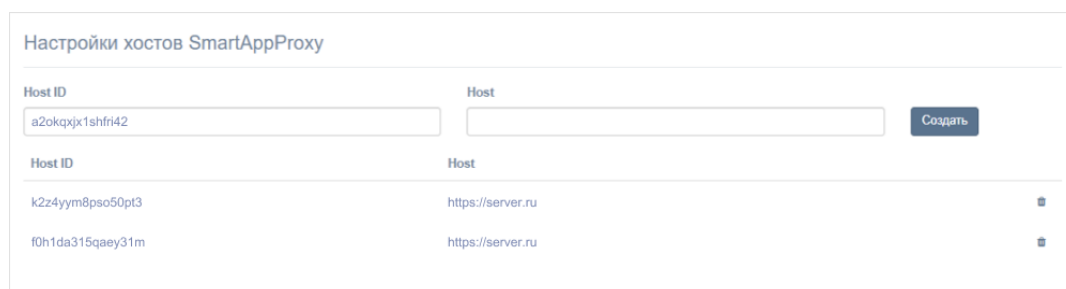 Настройки хостов SmartAppProxy
Host ID Host
a2okqxjx1shfri42 Создать
Host ID Host
k2z4yym8pso50pt3 https://server.ru
f0h1da315qaey31m https://server.ru